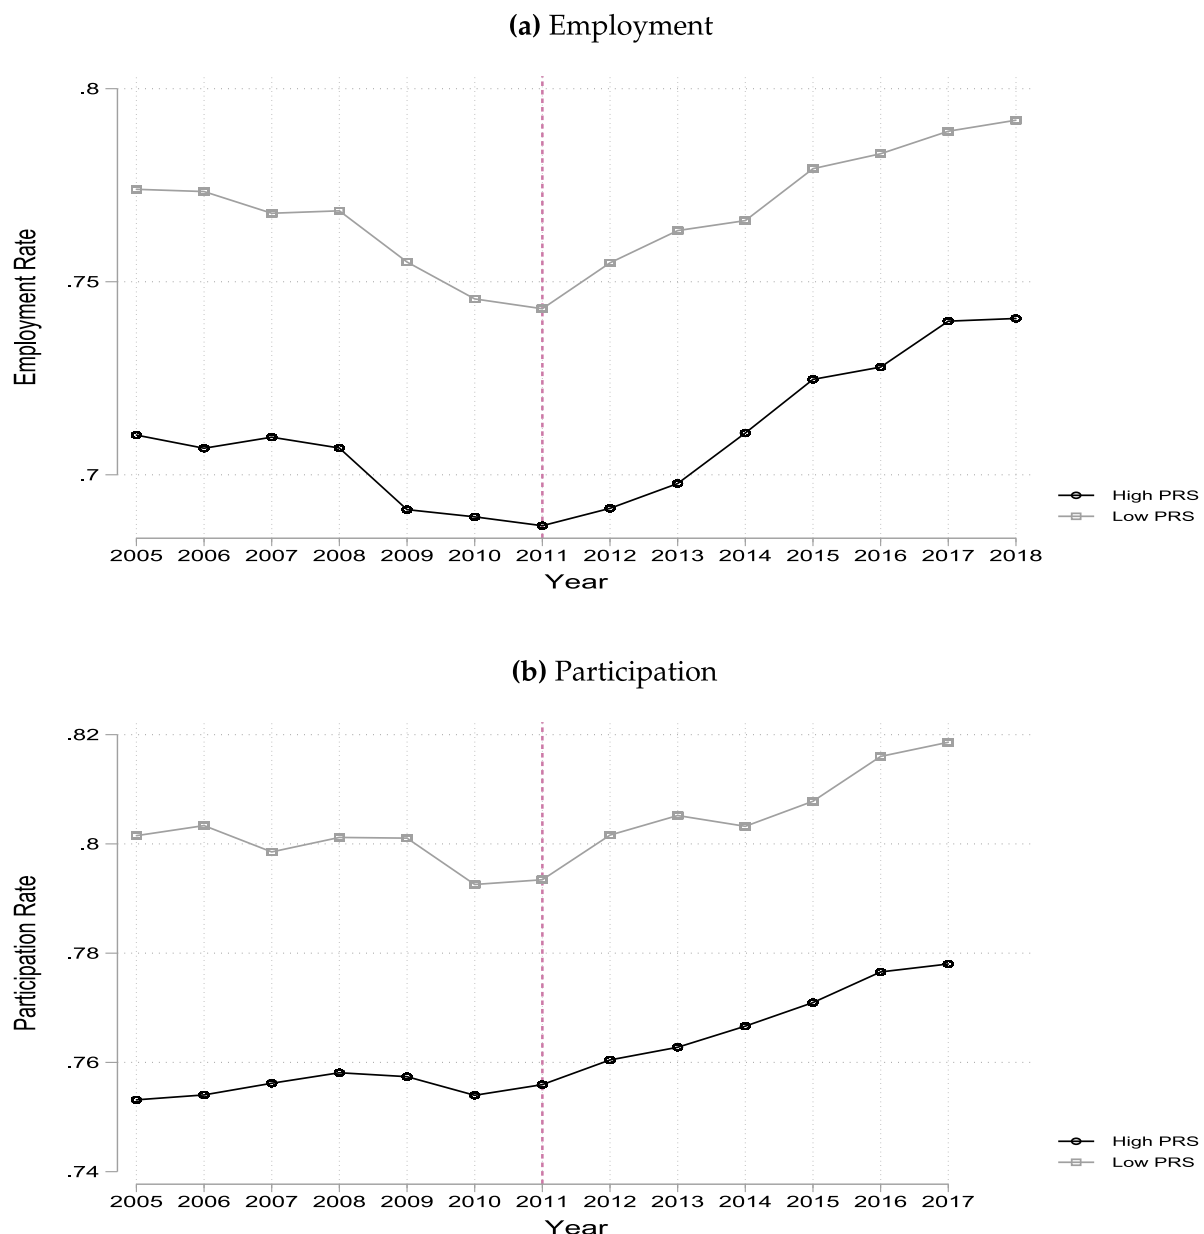 (a) Employment
.8
.75
.7
Employment Rate
2005 2006 2007 2008 2009 2010 2011 2012 2013 2014 2015 2016 2017 2018
Year
High PRS
Low PRS
(b) Participation
.82
.8
.78
.76
.74
Participation Rate
2005 2006 2007 2008 2009 2010 2011 2012 2013 2014 2015 2016 2017
Year
High PRS
Low PRS